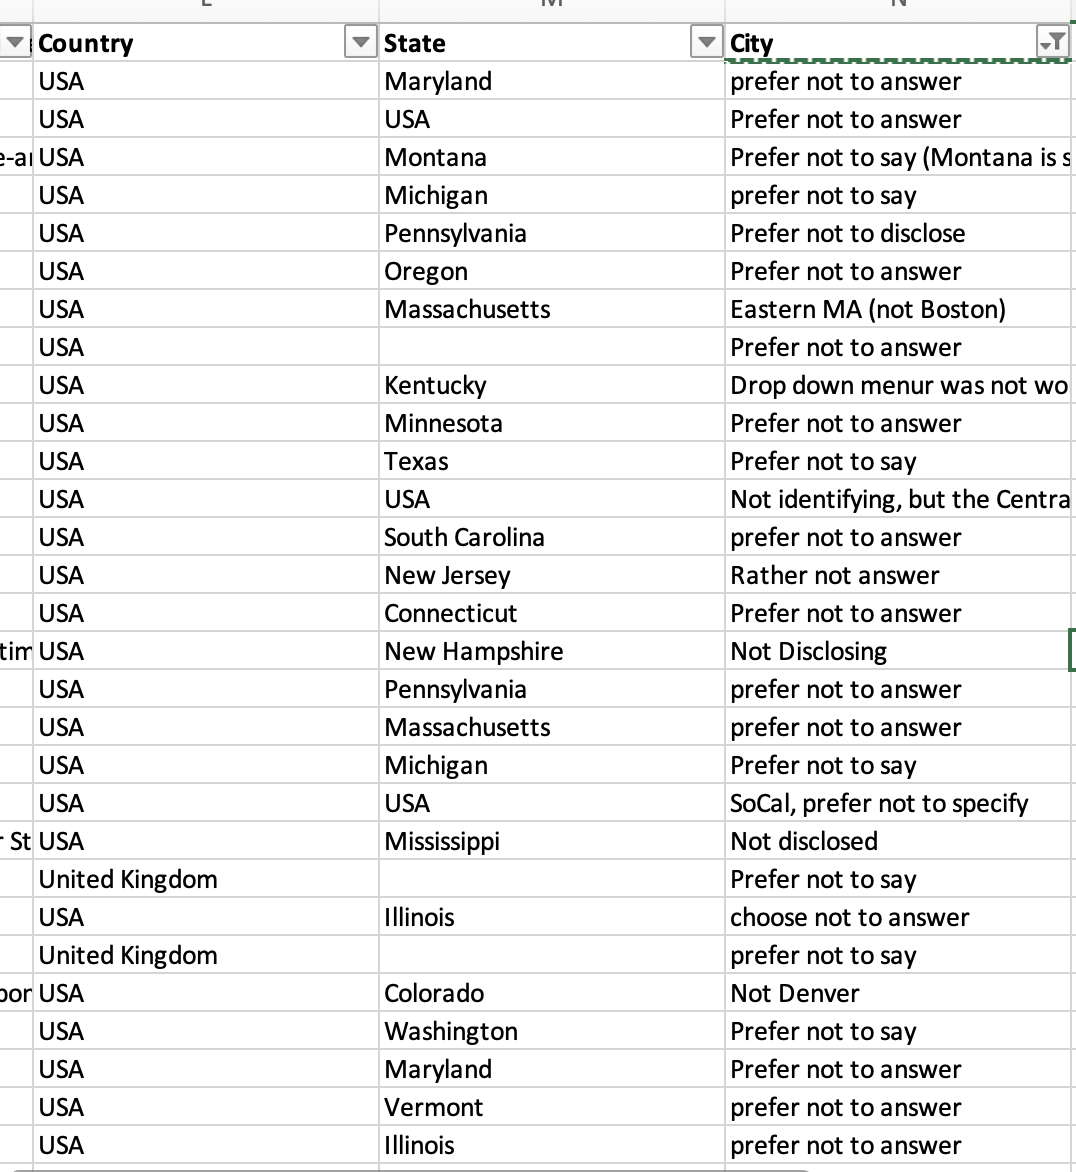 Country State City
USA Maryland prefer not to answer
USA USA Prefer not to answer
USA Montana Prefer not to say (Montana is s
USA Michigan prefer not to say
USA Pennsylvania Prefer not to disclose
USA Oregon Prefer not to answer
USA Massachusetts Eastern MA (not Boston)
USA Prefer not to answer
USA Kentucky Drop down menur was not wo
USA Minnesota Prefer not to answer
USA Texas Prefer not to say
USA USA Not identifying, but the Centra
USA South Carolina prefer not to answer
USA New Jersey Rather not answer
USA Connecticut Prefer not to answer
tim USA New Hampshire Not Disclosing
USA Pennsylvania prefer not to answer
USA Massachusetts prefer not to answer
USA Michigan Prefer not to say
USA USA SoCal, prefer not to specify
r St USA Mississippi Not disclosed
United Kingdom Prefer not to say
USA Illinois choose not to answer
United Kingdom prefer not to say
USA Colorado Not Denver
USA Washington Prefer not to say
USA Maryland Prefer not to answer
USA Vermont prefer not to answer
USA Illinois prefer not to answer